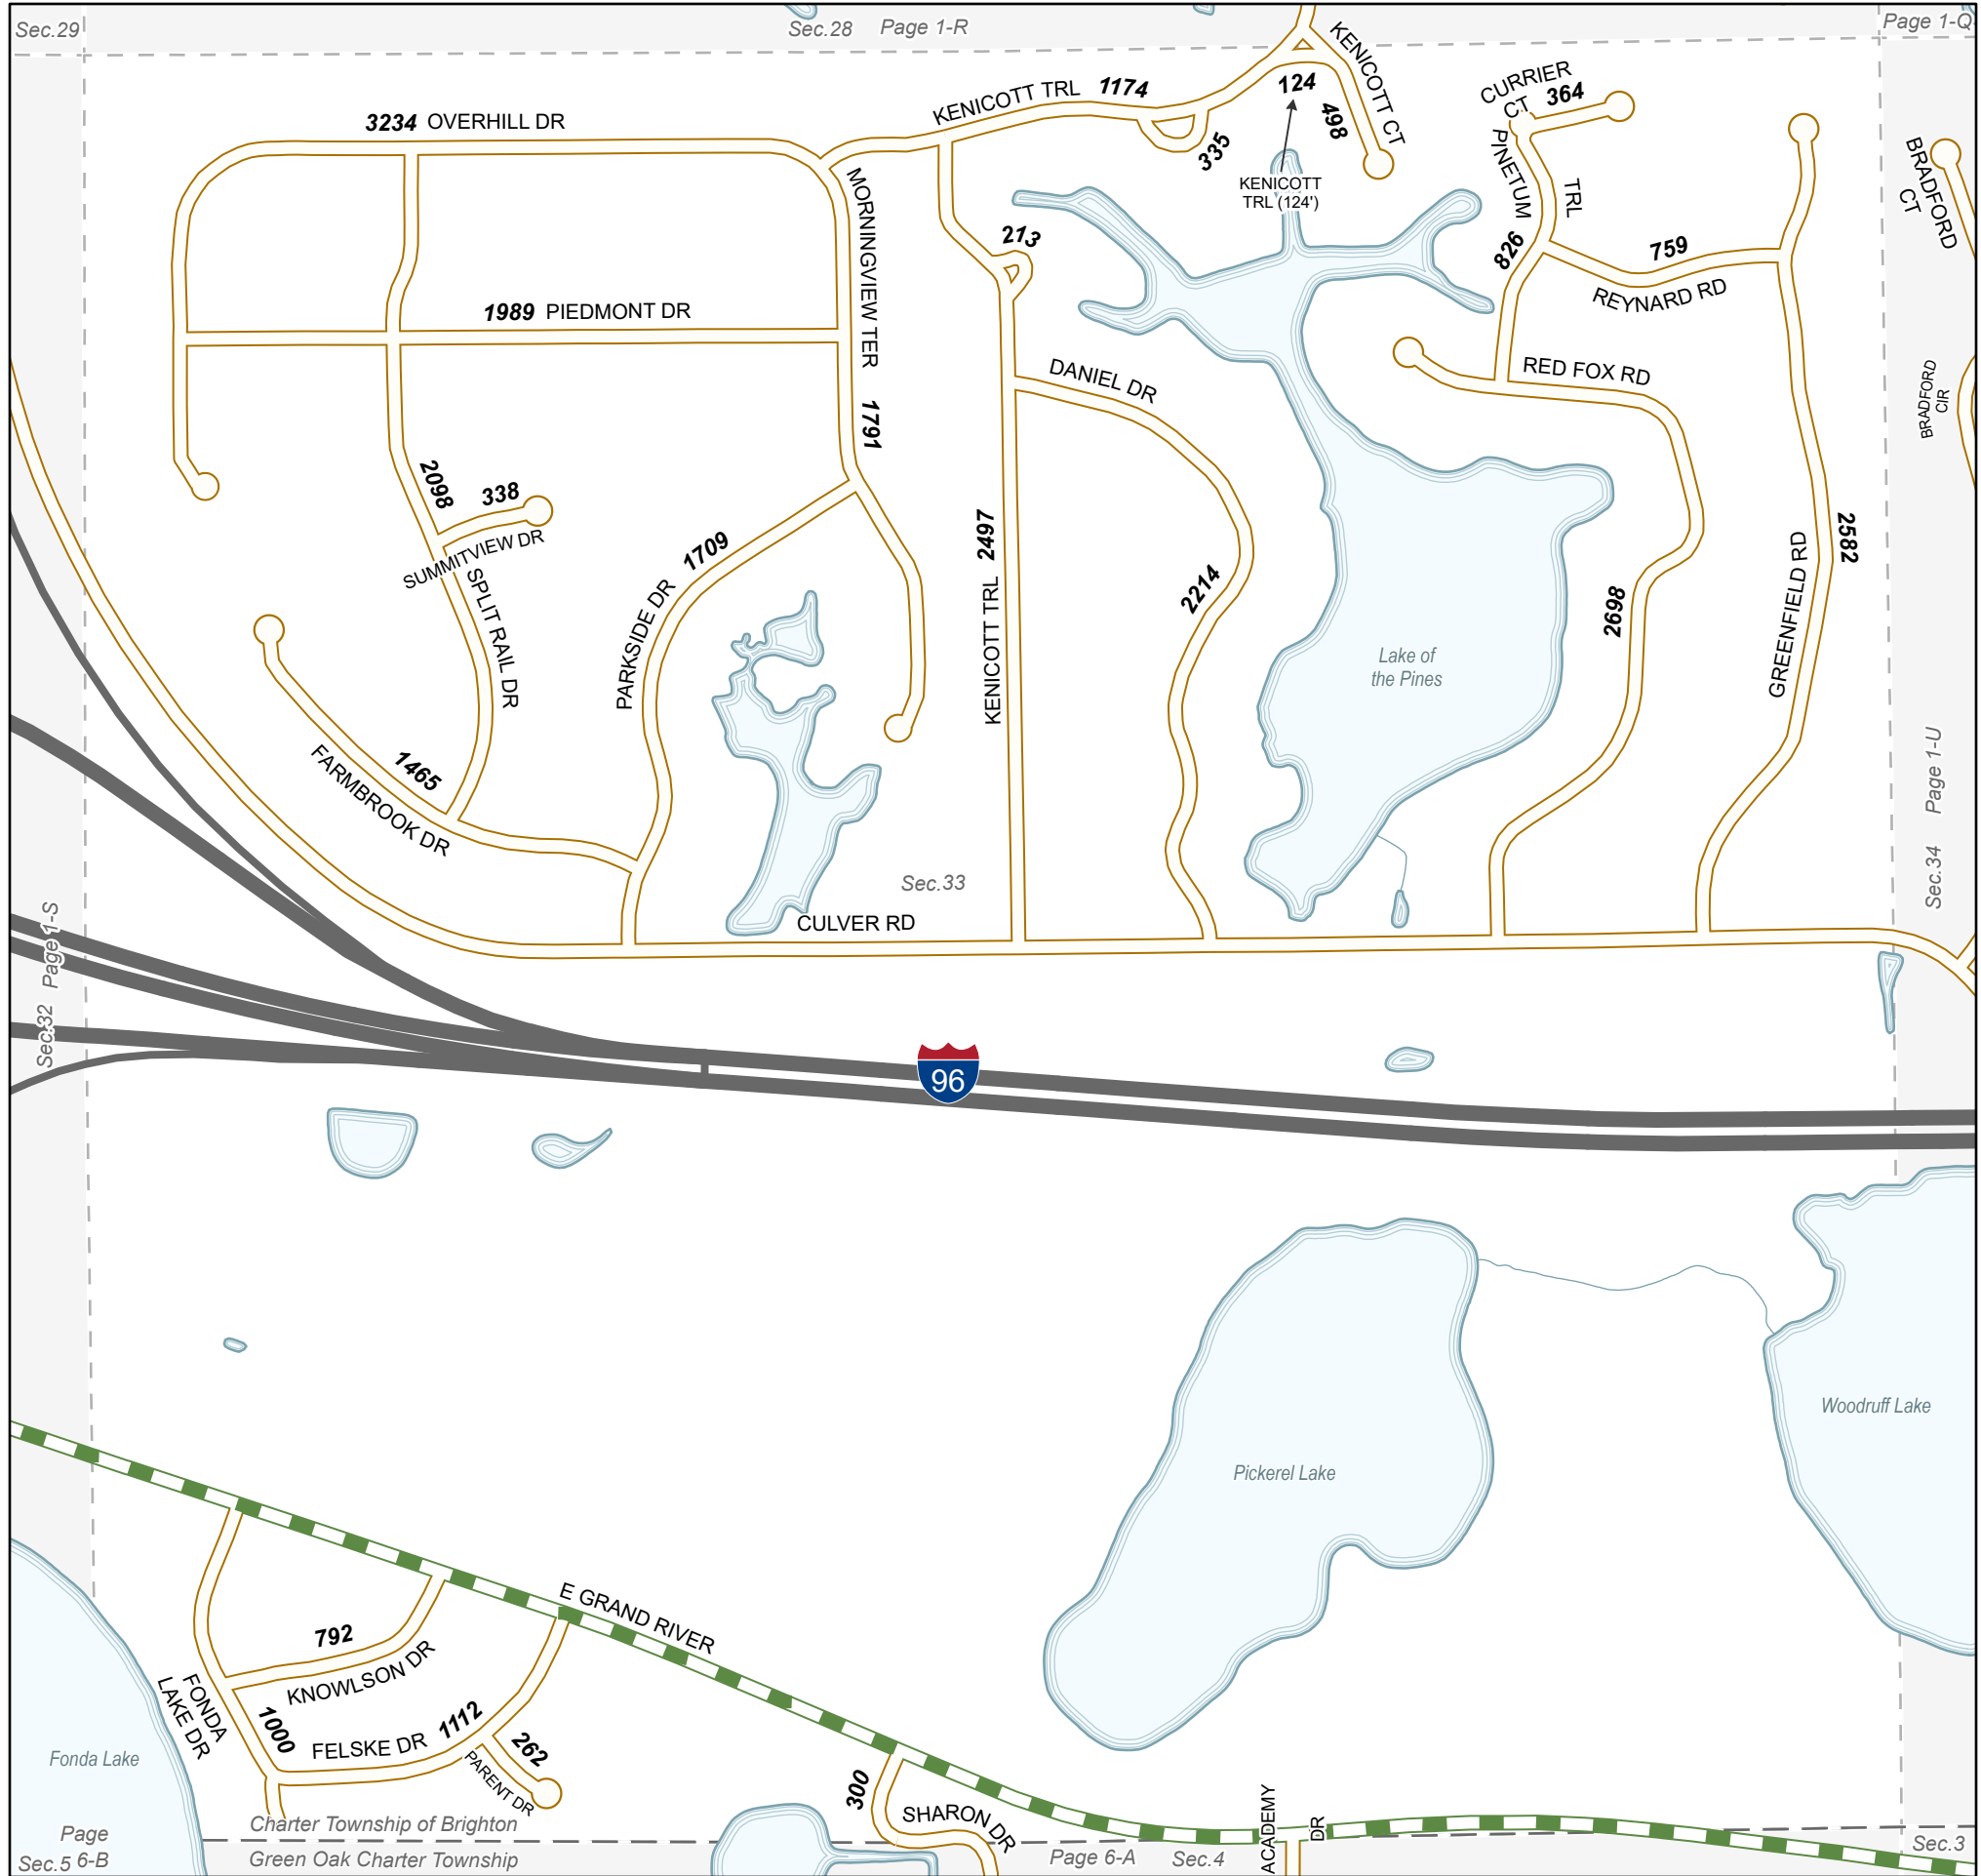 Sec.29
Sec.28 Page 1-R
Page 1-Q
KENICOTT CT
498
KENICOTT TRL 1174
124
335
KENICOTT
TRL (124')
CURRIER
CT 364
PINETUM
TRL
826
759
REYNARD RD
BRADFORD
CT
BRADFORD
CIR
3234 OVERHILL DR
MORNINGVIEW TER 1791
213
1989 PIEDMONT DR
DANIEL DR
RED FOX RD
2098
338
SUMMITVIEW DR
SPLIT RAIL DR
1709
PARKSIDE DR
KENICOTT TRL 2497
2214
2698
GREENFIELD RD
2582
Lake of
the Pines
1465
FARMBROOK DR
Sec.33
CULVER RD
Sec.34 Page 1-U
Sec.32 Page 1-S
96
Pickerel Lake
Woodruff Lake
E GRAND RIVER
792
KNOWLSON DR
FONDA
LAKE DR
1000
FELSKE DR 1112
262
PARENT DR
Fonda Lake
300
SHARON DR
ACADEMY
DR
Charter Township of Brighton
Green Oak Charter Township
Page
Sec.5 6-B
Page 6-A Sec.4
Sec.3